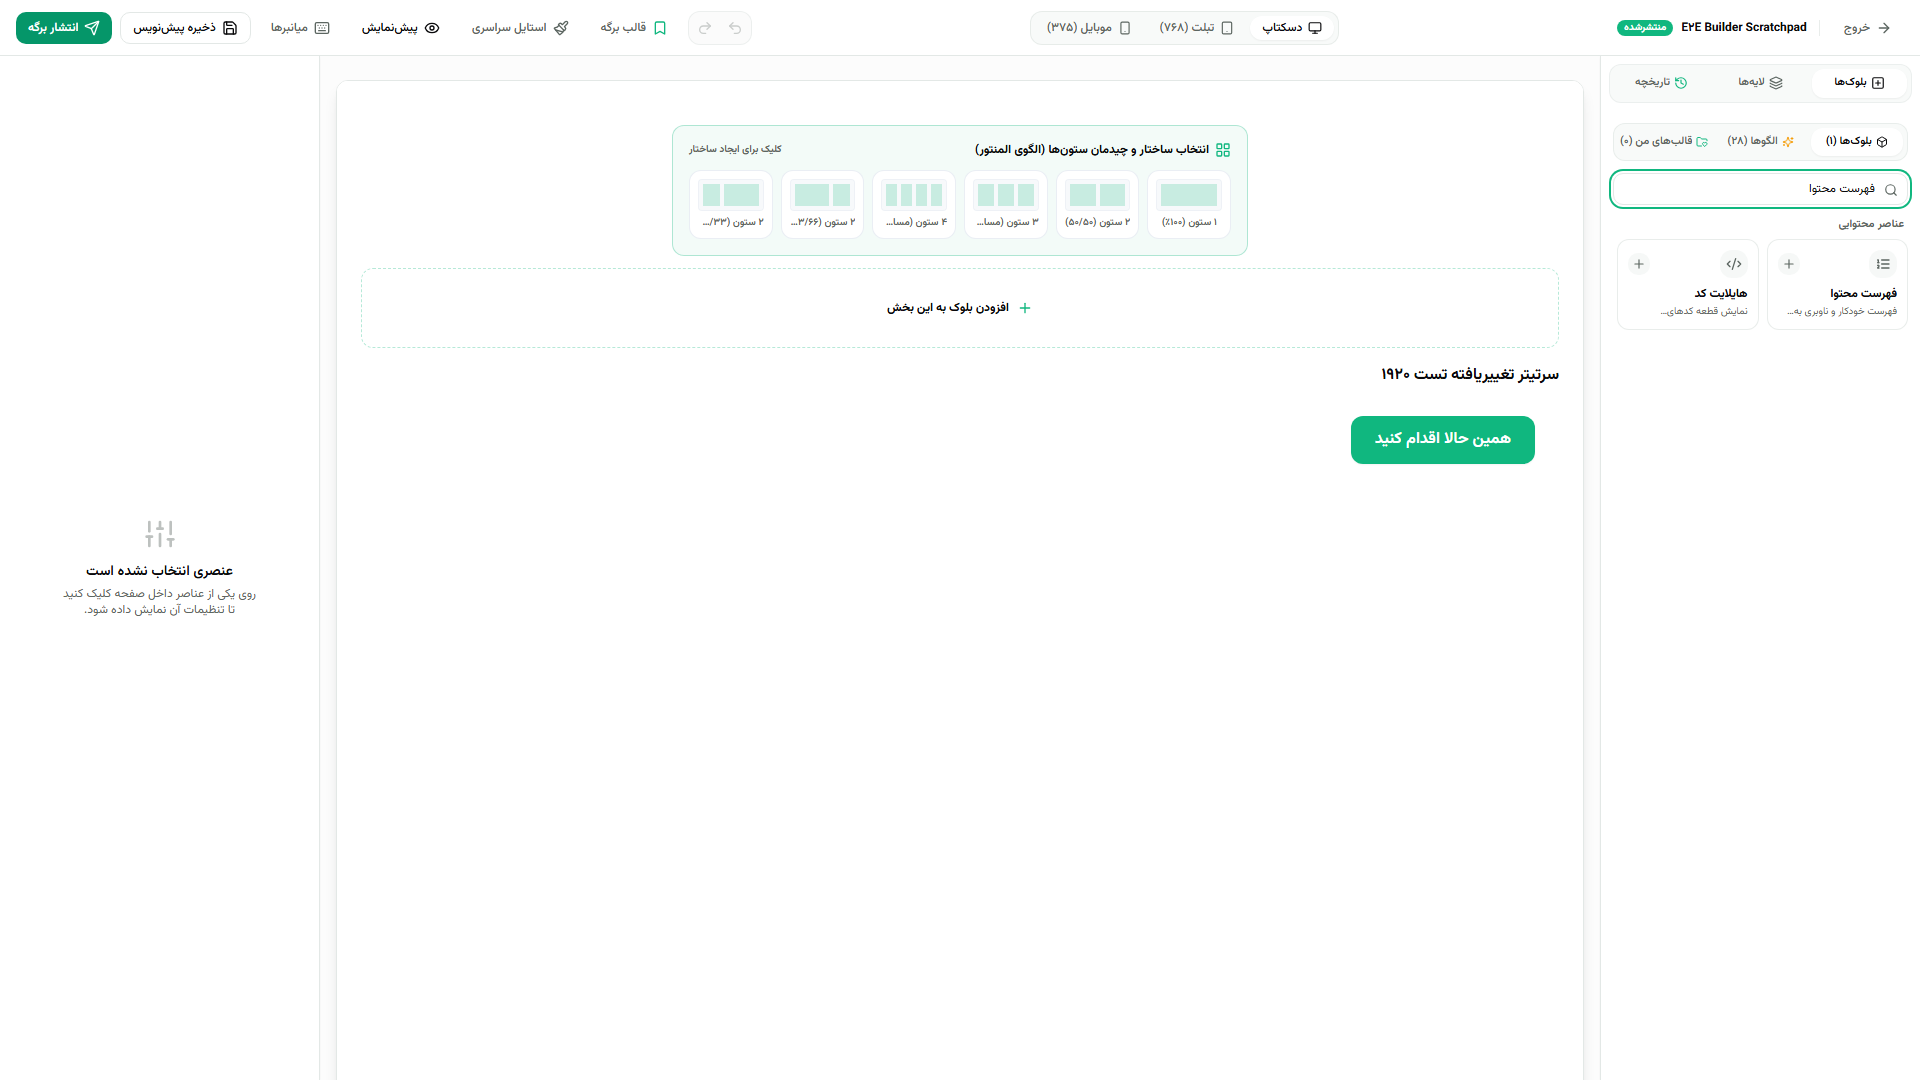 خروج
E۲E Builder Scratchpad
منتشرشده
دسکتاپ
تبلت (۷۶۸)
موبایل (۳۷۵)
قالب برگه
استایل سراسری
پیش‌نمایش
میانبرها
ذخیره پیش‌نویس
انتشار برگه
بلوک‌ها
لایه‌ها
تاریخچه
بلوک‌ها (۱)
الگوها (۲۸)
قالب‌های من (۰)
فهرست محتوا
عناصر محتوایی
فهرست محتوا
فهرست خودکار و ناوبری به...
هایلایت کد
نمایش قطعه کدهای...
انتخاب ساختار و چیدمان ستون‌ها (الگوی المنتور)
کلیک برای ایجاد ساختار
۱ ستون (۱۰۰٪)
۲ ستون (۵۰/۵۰)
۳ ستون (مسا...
۴ ستون (مسا...
۲ ستون (۳/۶۶...
۲ ستون (۳۳/...
افزودن بلوک به این بخش
سرتیتر تغییریافته تست ۱۹۲۰
همین حالا اقدام کنید
عنصری انتخاب نشده است
روی یکی از عناصر داخل صفحه کلیک کنید
تا تنظیمات آن نمایش داده شود.